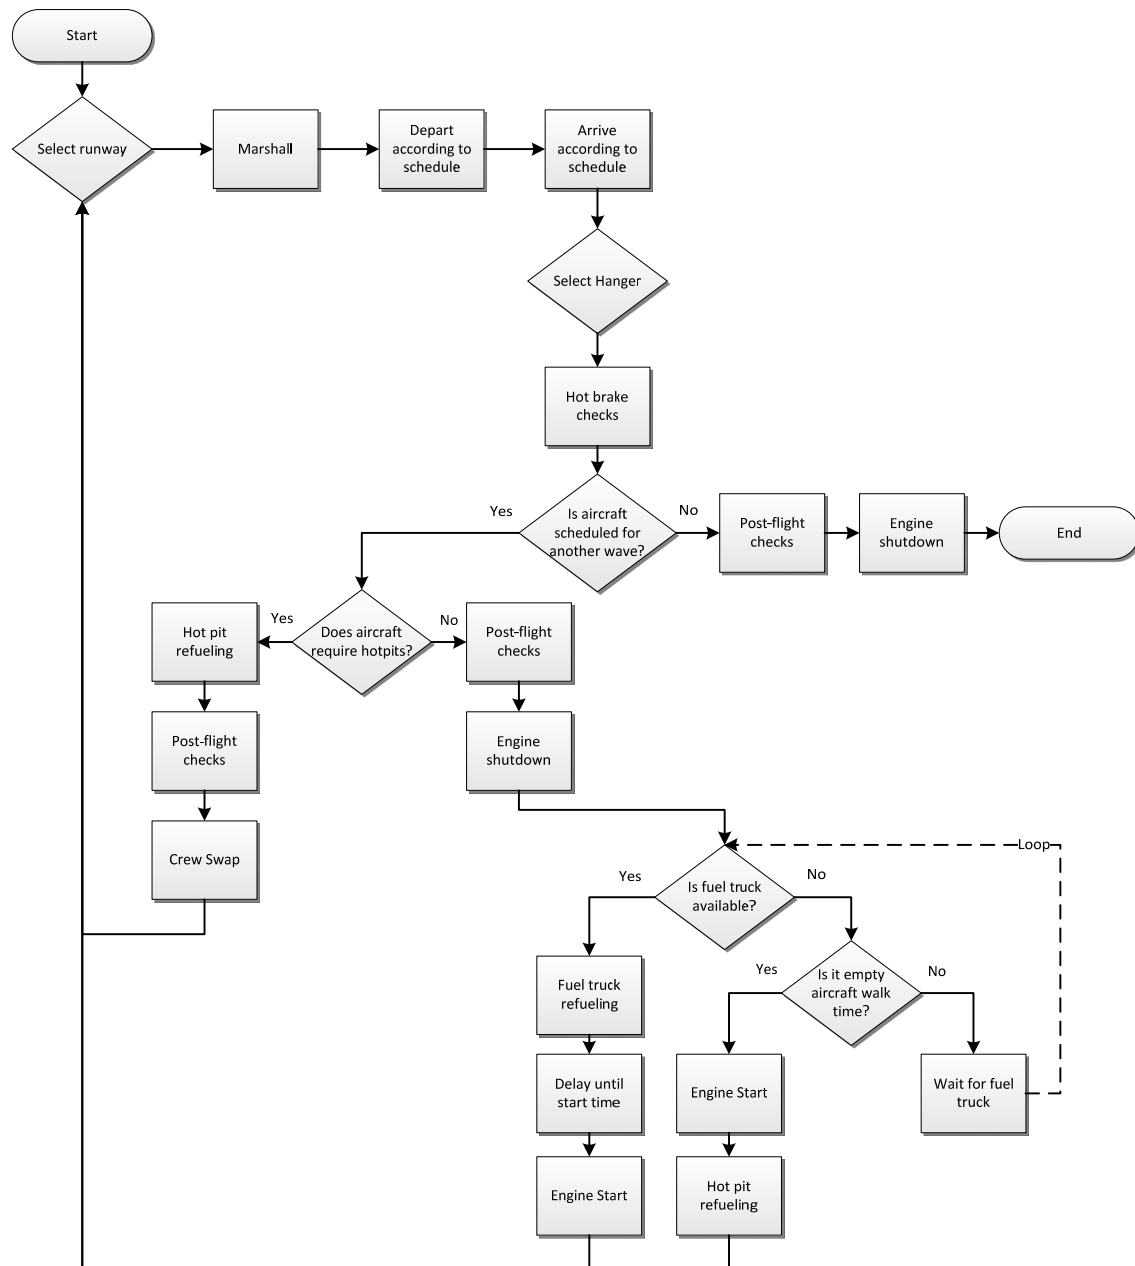 Start
Select runway
Marshall
Depart
according to
schedule
Arrive
according to
schedule
Select Hanger
Hot brake
checks
Yes
Is aircraft
scheduled for
another wave?
No
Post-flight
checks
Engine
shutdown
End
Hot pit
refueling
Yes
Does aircraft
require hotpits?
No
Post-flight
checks
Post-flight
checks
Engine
shutdown
Crew Swap
Loop
Yes
Is fuel truck
available?
No
Fuel truck
refueling
Yes
Is it empty
aircraft walk
time?
No
Delay until
start time
Engine Start
Wait for fuel
truck
Engine Start
Hot pit
refueling